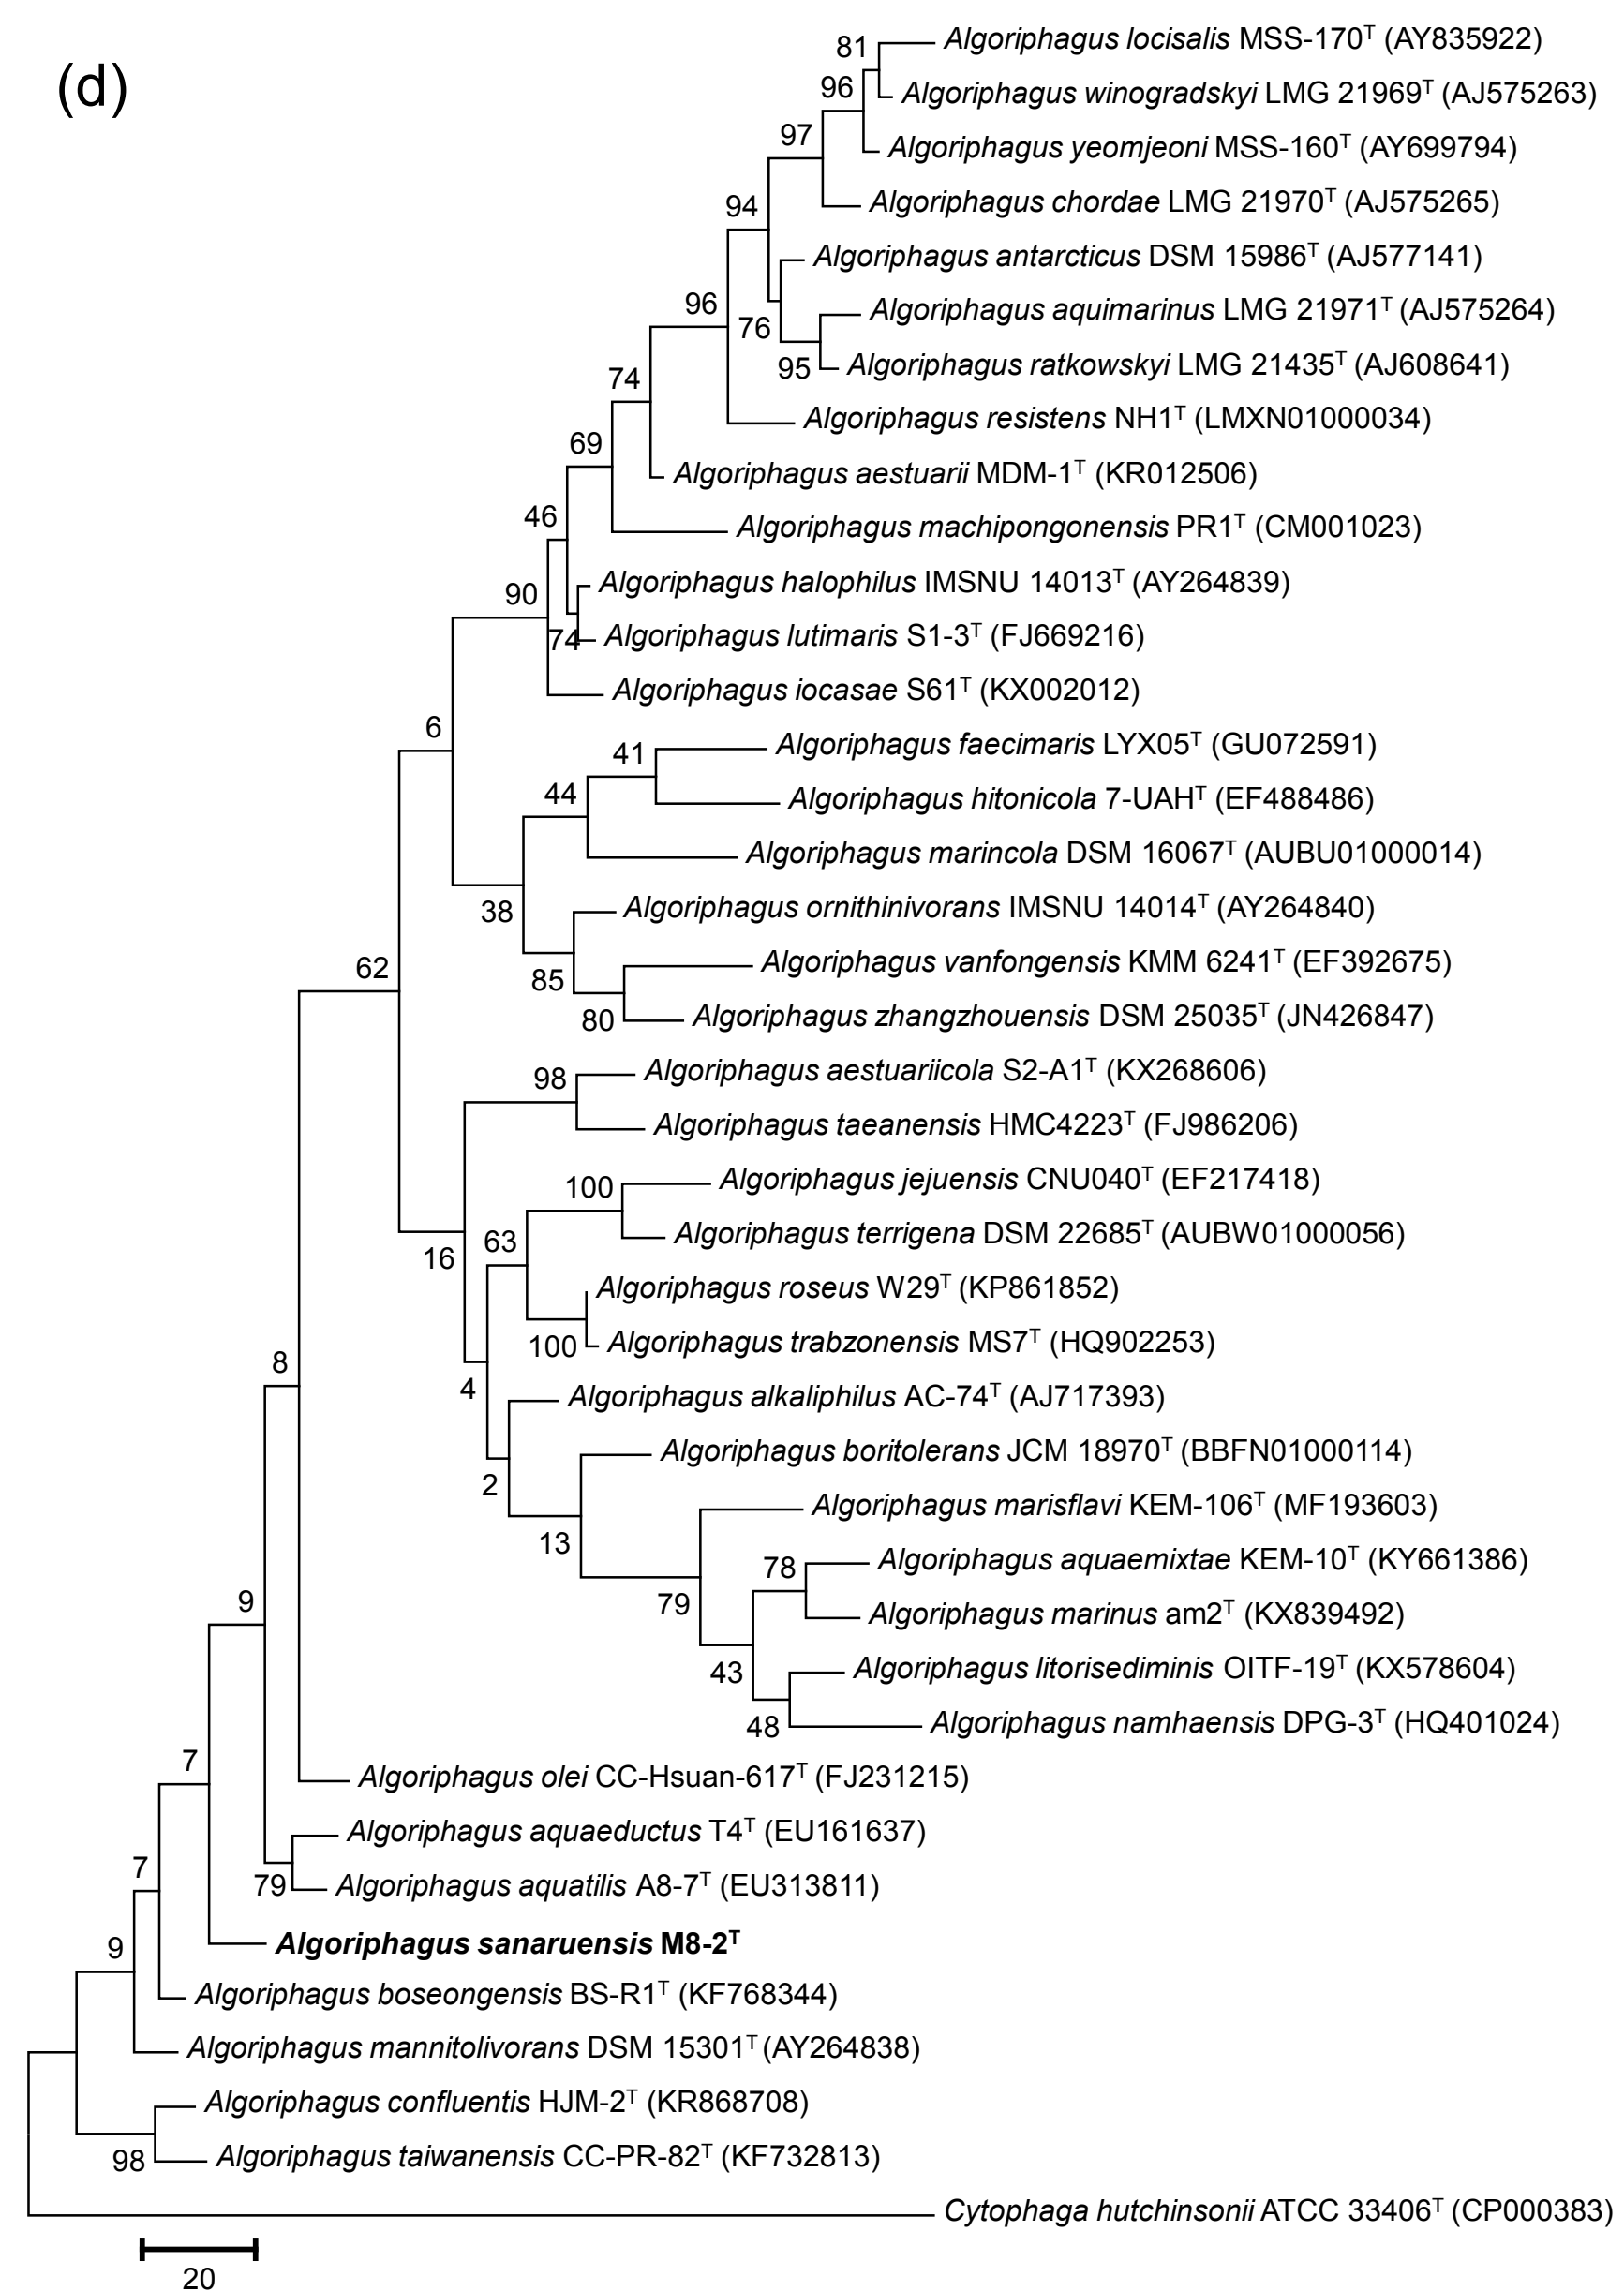 (d)
81
Algoriphagus locisalis MSS-170T (AY835922)
96
Algoriphagus winogradskyi LMG 21969T (AJ575263)
97
Algoriphagus yeomjeoni MSS-160T (AY699794)
94
Algoriphagus chordae LMG 21970T (AJ575265)
Algoriphagus antarcticus DSM 15986T (AJ577141)
96
76
Algoriphagus aquimarinus LMG 21971T (AJ575264)
95
Algoriphagus ratkowskyi LMG 21435T (AJ608641)
74
Algoriphagus resistens NH1T (LMXN01000034)
69
Algoriphagus aestuarii MDM-1T (KR012506)
46
Algoriphagus machipongonensis PR1T (CM001023)
90
Algoriphagus halophilus IMSNU 14013T (AY264839)
74
Algoriphagus lutimaris S1-3T (FJ669216)
Algoriphagus iocasae S61T (KX002012)
6
41
Algoriphagus faecimaris LYX05T (GU072591)
44
Algoriphagus hitonicola 7-UAHT (EF488486)
Algoriphagus marincola DSM 16067T (AUBU01000014)
38
Algoriphagus ornithinivorans IMSNU 14014T (AY264840)
62
85
Algoriphagus vanfongensis KMM 6241T (EF392675)
80
Algoriphagus zhangzhouensis DSM 25035T (JN426847)
98
Algoriphagus aestuariicola S2-A1T (KX268606)
Algoriphagus taeanensis HMC4223T (FJ986206)
100
Algoriphagus jejuensis CNU040T (EF217418)
16
63
Algoriphagus terrigena DSM 22685T (AUBW01000056)
Algoriphagus roseus W29T (KP861852)
100
Algoriphagus trabzonensis MS7T (HQ902253)
8
4
Algoriphagus alkaliphilus AC-74T (AJ717393)
2
Algoriphagus boritolerans JCM 18970T (BBFN01000114)
13
Algoriphagus marisflavi KEM-106T (MF193603)
78
Algoriphagus aquaemixtae KEM-10T (KY661386)
9
79
Algoriphagus marinus am2T (KX839492)
43
Algoriphagus litorisediminis OITF-19T (KX578604)
48
Algoriphagus namhaensis DPG-3T (HQ401024)
7
Algoriphagus olei CC-Hsuan-617T (FJ231215)
Algoriphagus aquaeductus T4T (EU161637)
7
79
Algoriphagus aquatilis A8-7T (EU313811)
9
Algoriphagus sanaruensis M8-2T
Algoriphagus boseongensis BS-R1T (KF768344)
Algoriphagus mannitolivorans DSM 15301T (AY264838)
Algoriphagus confluentis HJM-2T (KR868708)
98
Algoriphagus taiwanensis CC-PR-82T (KF732813)
Cytophaga hutchinsonii ATCC 33406T (CP000383)
20